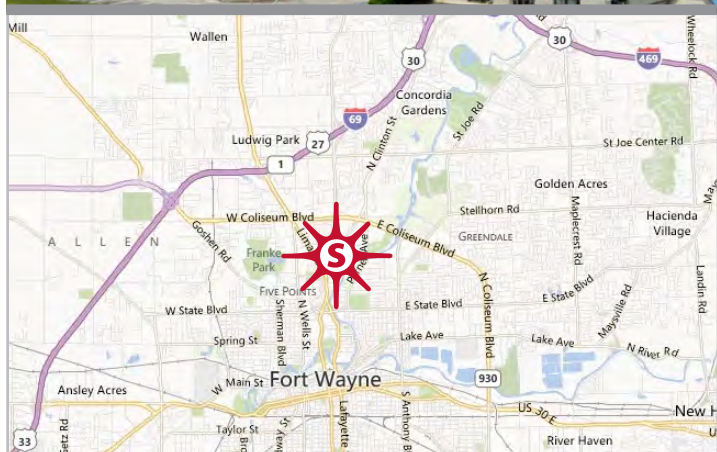 Mill
Wallen
30
30
469
Wheelock Rd
Concordia
Gardens
69
St Joe Rd
Ludwig Park
27
N Clinton St
St Joe Center Rd
1
Golden Acres
Stellhorn Rd
Maplecrest Rd
W Coliseum Blvd
E Coliseum Blvd
Hacienda
Village
Goshen Rd
Lima
GREENDALE
ALLEN
Franke
Park
S
Ave
FIVE POINTS
N Coliseum Blvd
Landin Rd
W State Blvd
Sherman Blvd
N Wells St
E State Blvd
E State Blvd
Maysville Rd
Spring St
Lake Ave
Lake Ave
N River Rd
W Main St
Fort Wayne
930
Ansley Acres
S Anthony B
US 30 E
New H
Taylor St
Lafayette
33
River Haven